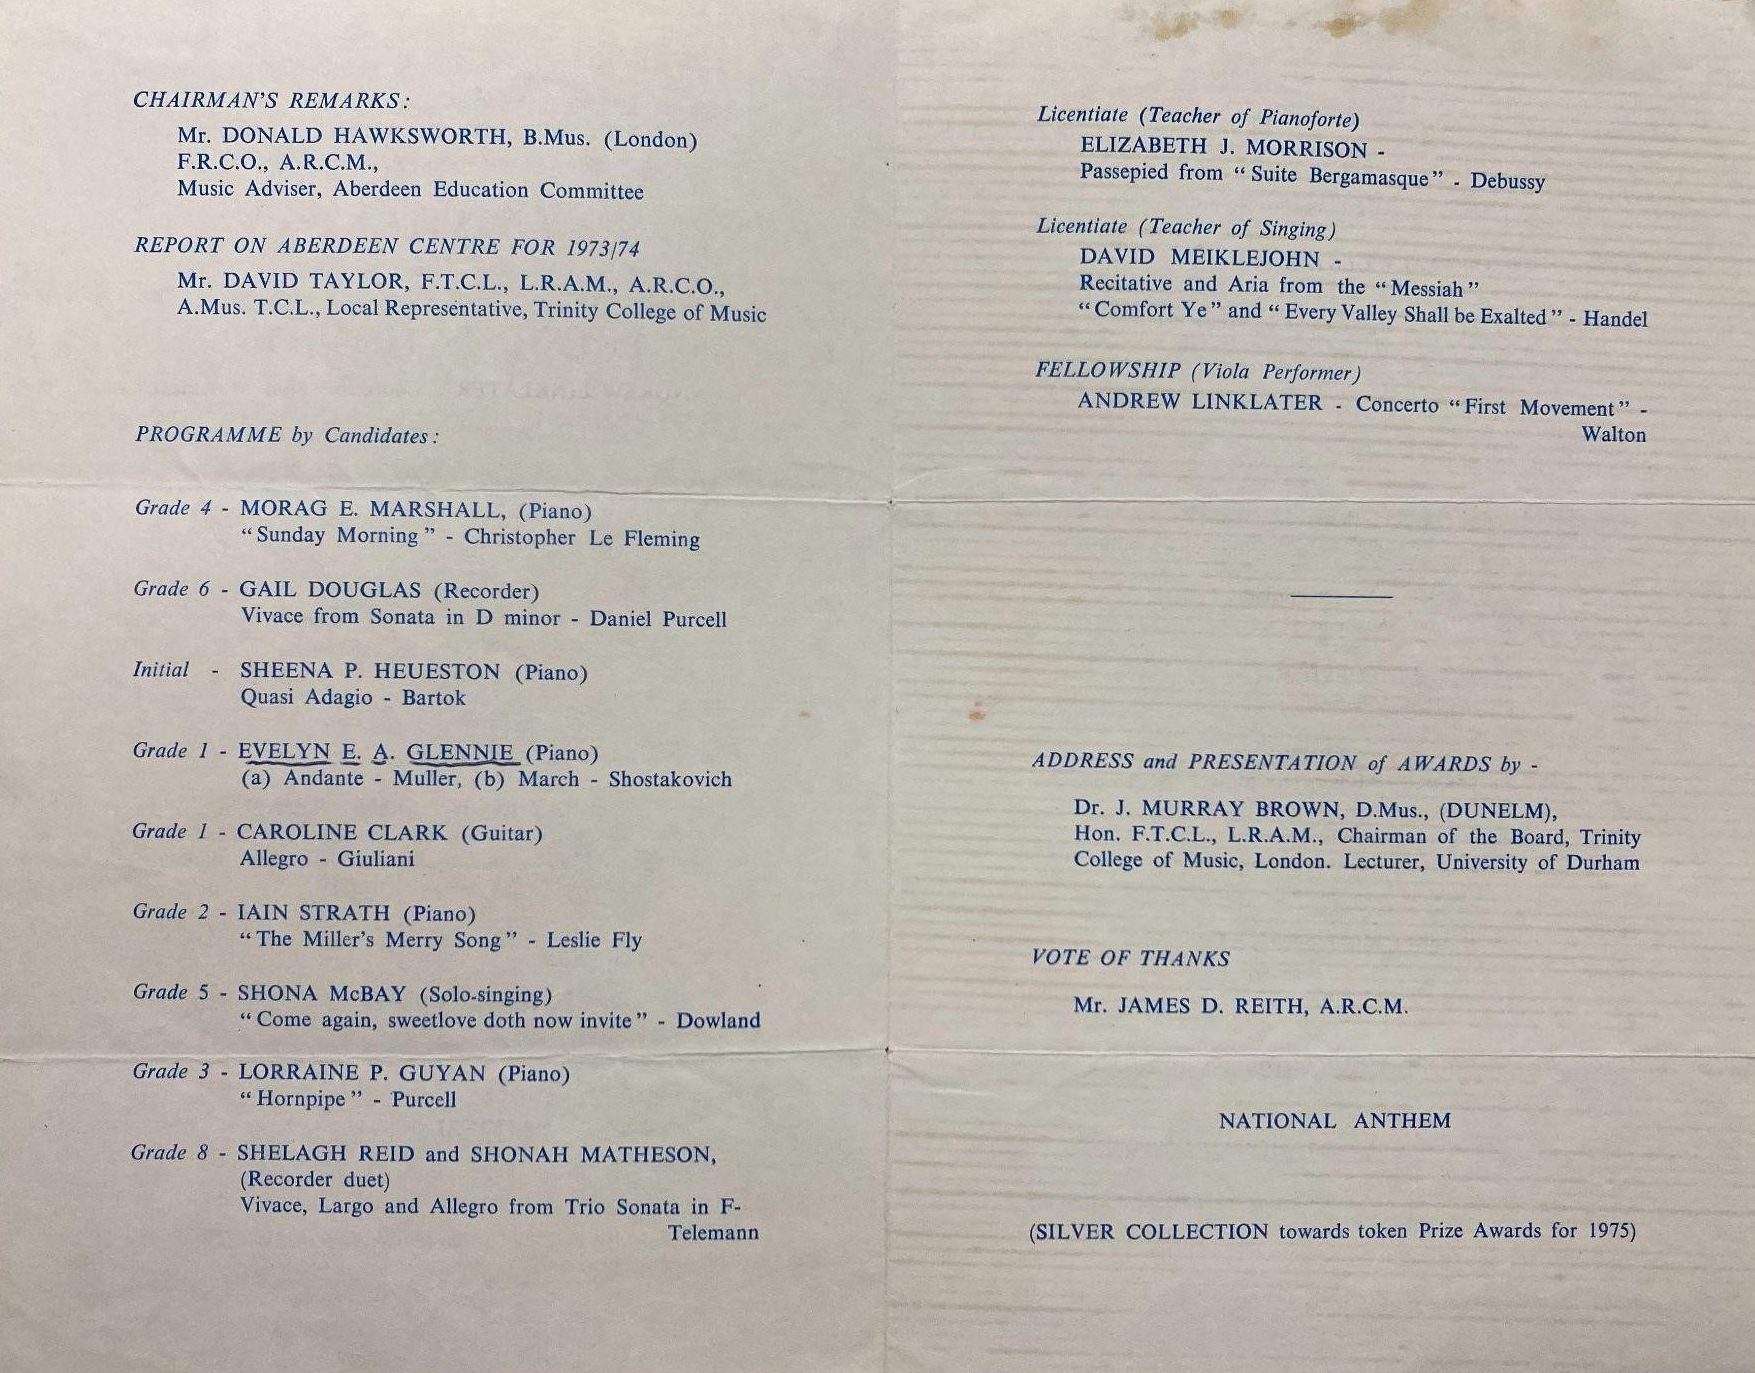 CHAIRMAN'S REMARKS:
Mr. DONALD HAWKSWORTH, B.Mus. (London)
F.R.C.O., A.R.C.M.,
Music Adviser, Aberdeen Education Committee
REPORT ON ABERDEEN CENTRE FOR 1973/74
Mr. DAVID TAYLOR, F.T.C.L., L.R.A.M., A.R.C.O.,
A.Mus. T.C.L., Local Representative, Trinity College of Music
PROGRAMME by Candidates:
Grade 4 - MORAG E. MARSHALL, (Piano)
"Sunday Morning" - Christopher Le Fleming
Grade 6 - GAIL DOUGLAS (Recorder)
Vivace from Sonata in D minor - Daniel Purcell
Initial - SHEENA P. HEUESTON (Piano)
Quasi Adagio - Bartok
Grade 1 - EVELYN E. A. GLENNIE (Piano)
(a) Andante - Muller, (b) March - Shostakovich
Grade 1 - CAROLINE CLARK (Guitar)
Allegro - Giuliani
Grade 2 - IAIN STRATH (Piano)
"The Miller's Merry Song" - Leslie Fly
Grade 5 - SHONA McBAY (Solo-singing)
"Come again, sweetlove doth now invite" - Dowland
Grade 3 - LORRAINE P. GUYAN (Piano)
"Hornpipe" - Purcell
Grade 8 - SHELAGH REID and SHONAH MATHESON,
(Recorder duet)
Vivace, Largo and Allegro from Trio Sonata in F-
Telemann
Licentiate (Teacher of Pianoforte)
ELIZABETH J. MORRISON -
Passepied from "Suite Bergamasque" - Debussy
Licentiate (Teacher of Singing)
DAVID MEIKLEJOHN -
Recitative and Aria from the "Messiah"
"Comfort Ye" and "Every Valley Shall be Exalted" - Handel
FELLOWSHIP (Viola Performer)
ANDREW LINKLATER - Concerto "First Movement" -
Walton
ADDRESS and PRESENTATION of AWARDS by -
Dr. J. MURRAY BROWN, D.Mus., (DUNELM),
Hon. F.T.C.L., L.R.A.M., Chairman of the Board, Trinity
College of Music, London. Lecturer, University of Durham
VOTE OF THANKS
Mr. JAMES D. REITH, A.R.C.M.
NATIONAL ANTHEM
(SILVER COLLECTION towards token Prize Awards for 1975)